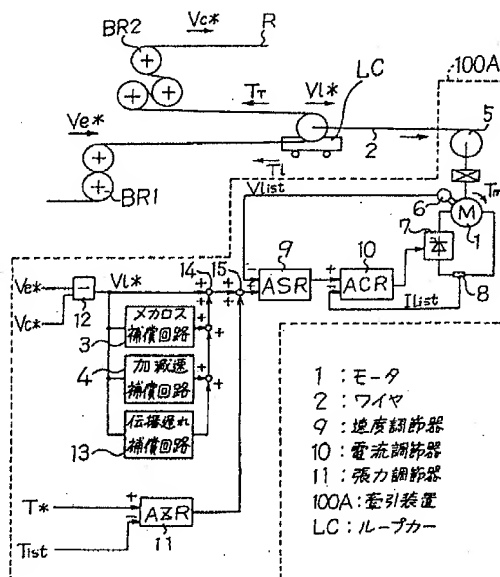 Vc*
BR2
R
100A
LC
TT
Vl*
5
Ve*
2
Tl
BR1
Vlist
6
Tm
M
1
7
8
9
10
ASR
ACR
Ilist
14
15
Ve*
Vc*
12
Vl*
メカロス
補償回路
3
加減速
補償回路
4
伝播遅れ
補償回路
13
T*
Tist
AZR
11
1:モータ
2:ワイヤ
9:速度調節器
10:電流調節器
11:張力調節器
100A:牽引装置
LC:ループカー